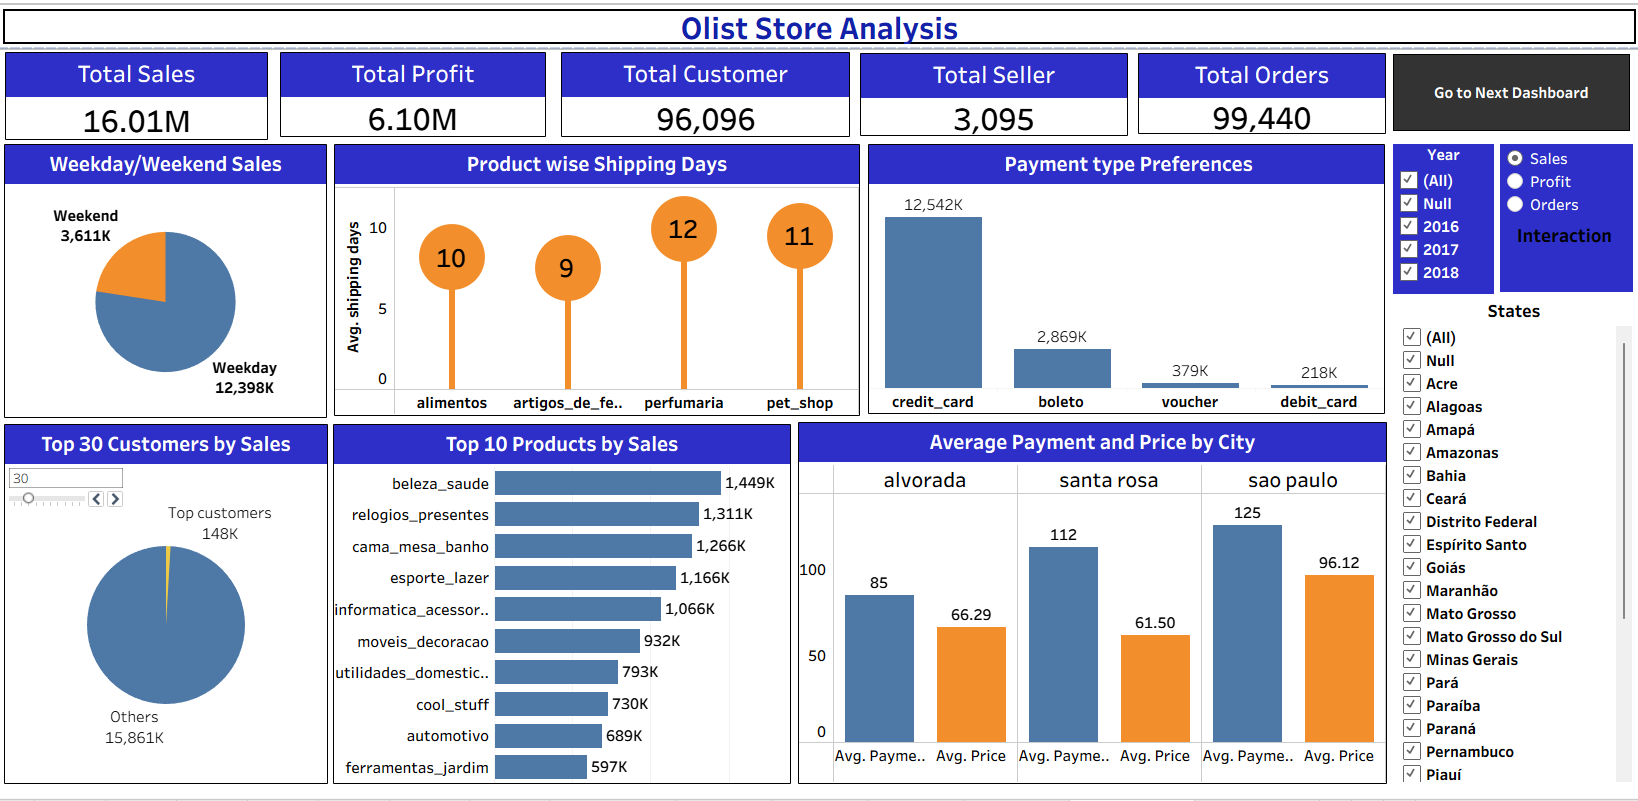 Olist Store Analysis
Total Sales
16.01M
Total Profit
6.10M
Total Customer
96,096
Total Seller
3,095
Total Orders
99,440
Go to Next Dashboard
Weekday/Weekend Sales
Weekend
3,611K
Weekday
12,398K
Product wise Shipping Days
Avg. shipping days
10
5
0
10
9
12
11
alimentos
artigos_de_fe..
perfumaria
pet_shop
Payment type Preferences
12,542K
2,869K
379K
218K
credit_card
boleto
voucher
debit_card
Year
(All)
Null
2016
2017
2018
Sales
Profit
Orders
Interaction
States
(All)
Null
Acre
Alagoas
Amapá
Amazonas
Bahia
Ceará
Distrito Federal
Espírito Santo
Goiás
Maranhão
Mato Grosso
Mato Grosso do Sul
Minas Gerais
Pará
Paraíba
Paraná
Pernambuco
Piauí
Top 30 Customers by Sales
30
Top customers
148K
Others
15,861K
Top 10 Products by Sales
beleza_saude 1,449K
relogios_presentes 1,311K
cama_mesa_banho 1,266K
esporte_lazer 1,166K
informatica_acessor.. 1,066K
moveis_decoracao 932K
utilidades_domestic.. 793K
cool_stuff 730K
automotivo 689K
ferramentas_jardim 597K
Average Payment and Price by City
alvorada
santa rosa
sao paulo
100
50
0
85
66.29
112
61.50
125
96.12
Avg. Payme..
Avg. Price
Avg. Payme..
Avg. Price
Avg. Payme..
Avg. Price